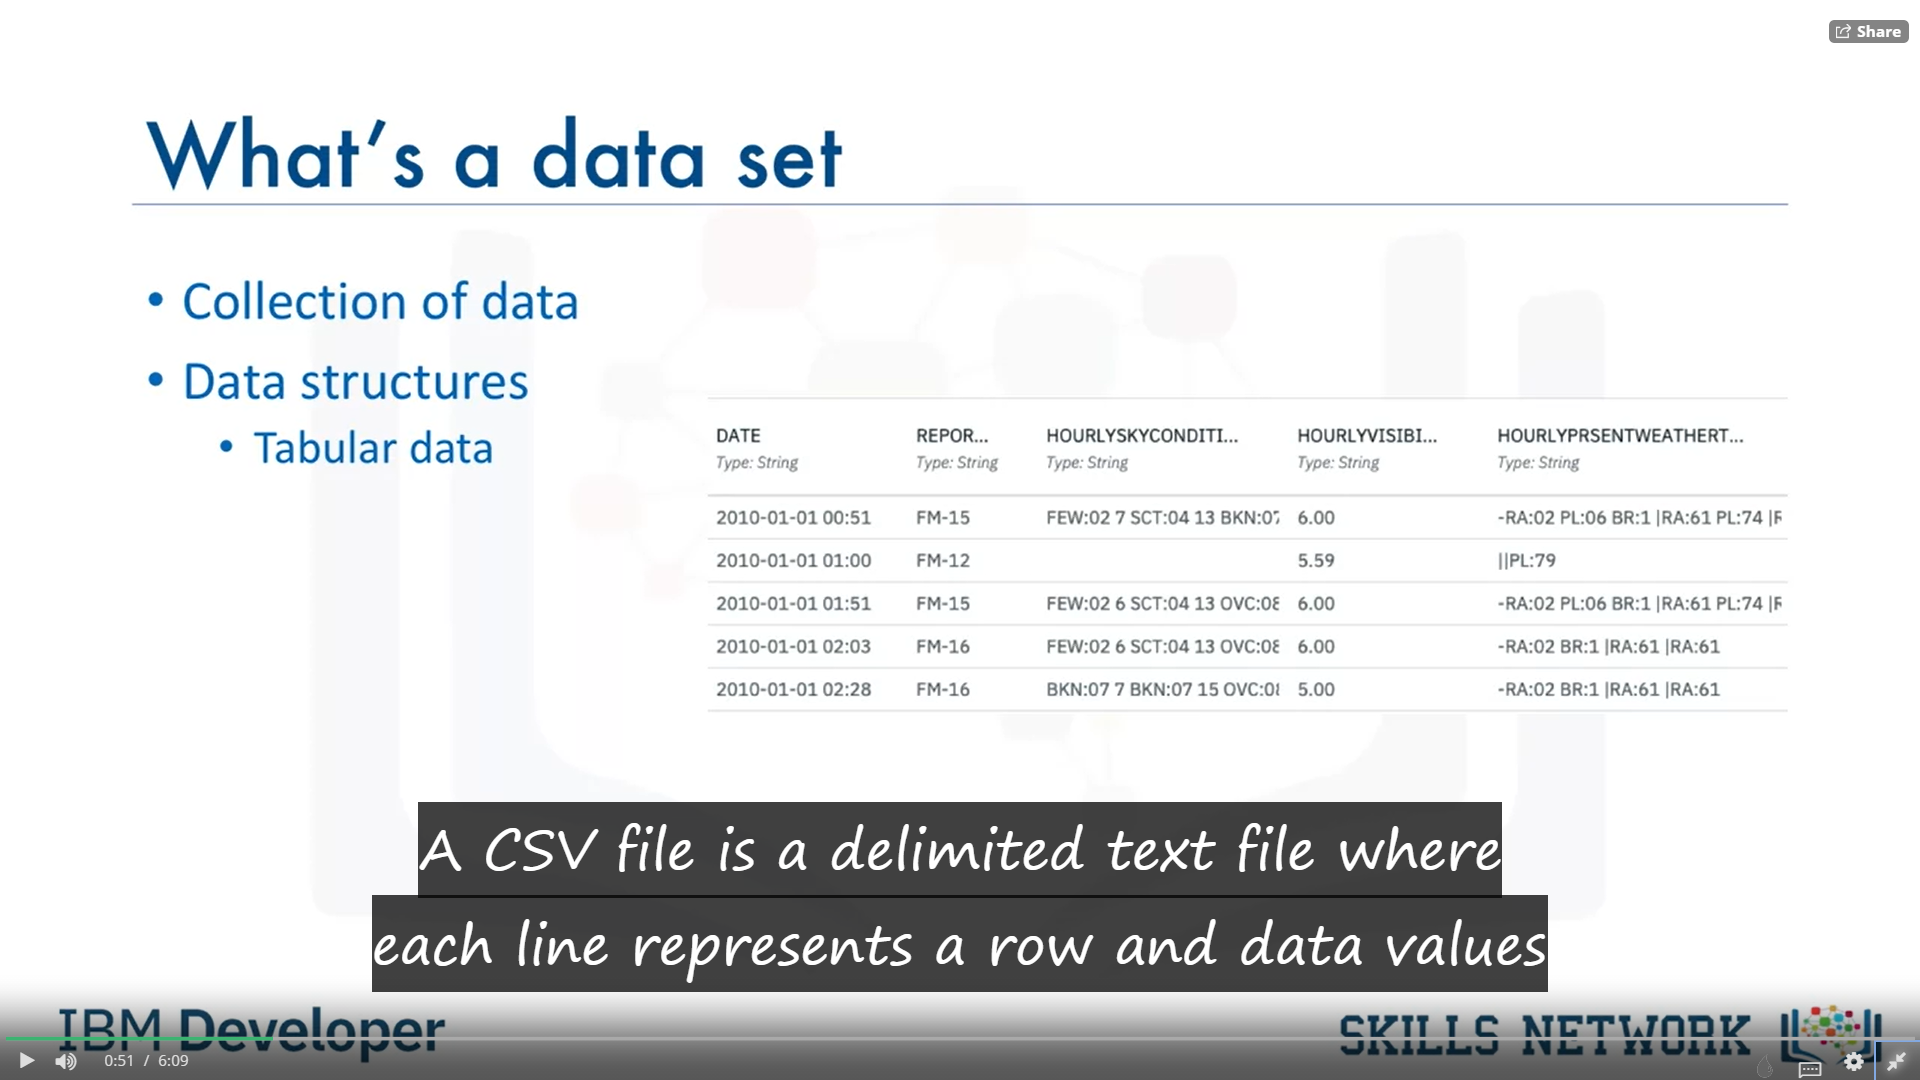 Share
What's a data set
• Collection of data
• Data structures
• Tabular data
DATE REPOR... HOURLYSKYCONDITI... HOURLYVISIBI... HOURLYPRSENTWEATHERT...
Type: String Type: String Type: String Type: String Type: String
2010-01-01 00:51 FM-15 FEW:02 7 SCT:04 13 BKN:07 6.00 -RA:02 PL:06 BR:1 |RA:61 PL:74 |R
2010-01-01 01:00 FM-12 5.59 ||PL:79
2010-01-01 01:51 FM-15 FEW:02 6 SCT:04 13 OVC:08 6.00 -RA:02 PL:06 BR:1 |RA:61 PL:74 |R
2010-01-01 02:03 FM-16 FEW:02 6 SCT:04 13 OVC:08 6.00 -RA:02 BR:1 |RA:61 |RA:61
2010-01-01 02:28 FM-16 BKN:07 7 BKN:07 15 OVC:08 5.00 -RA:02 BR:1 |RA:61 |RA:61
A CSV file is a delimited text file where
each line represents a row and data values
IBM Developer
SKILLS NETWORK
0:51 / 6:09